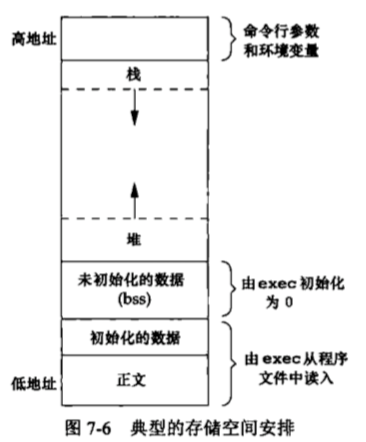 高地址
命令行参数
和环境变量
栈
堆
未初始化的数据
(bss)
由exec初始化
为 0
初始化的数据
由exec从程序
文件中读入
低地址
正文
图 7-6 典型的存储空间安排